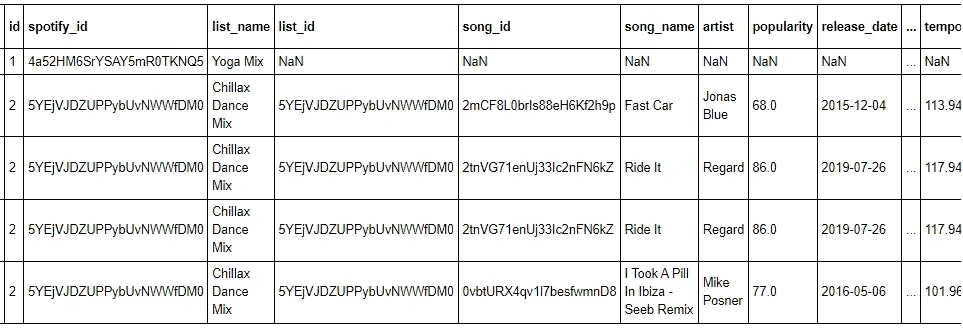 id spotify_id list_name list_id song_id song_name artist popularity release_date ... tempo
1 4a52HM6SrYSAY5mR0TKNQ5 Yoga Mix NaN NaN NaN NaN NaN NaN ... NaN
Chillax
2 5YEjVJDZUPPybUvNWWfDM0 Dance 5YEjVJDZUPPybUvNWWfDM0 2mCF8L0brIs88eH6Kf2h9p Fast Car Jonas Blue 68.0 2015-12-04 ... 113.94
Mix
Chillax
2 5YEjVJDZUPPybUvNWWfDM0 Dance 5YEjVJDZUPPybUvNWWfDM0 2tnVG71enUj33Ic2nFN6kZ Ride It Regard 86.0 2019-07-26 ... 117.94
Mix
Chillax
2 5YEjVJDZUPPybUvNWWfDM0 Dance 5YEjVJDZUPPybUvNWWfDM0 2tnVG71enUj33Ic2nFN6kZ Ride It Regard 86.0 2019-07-26 ... 117.94
Mix
Chillax I Took A Pill
2 5YEjVJDZUPPybUvNWWfDM0 Dance 5YEjVJDZUPPybUvNWWfDM0 0vbtURX4qv1l7besfwmnD8 In Ibiza - Mike Posner 77.0 2016-05-06 ... 101.96
Mix Seeb Remix